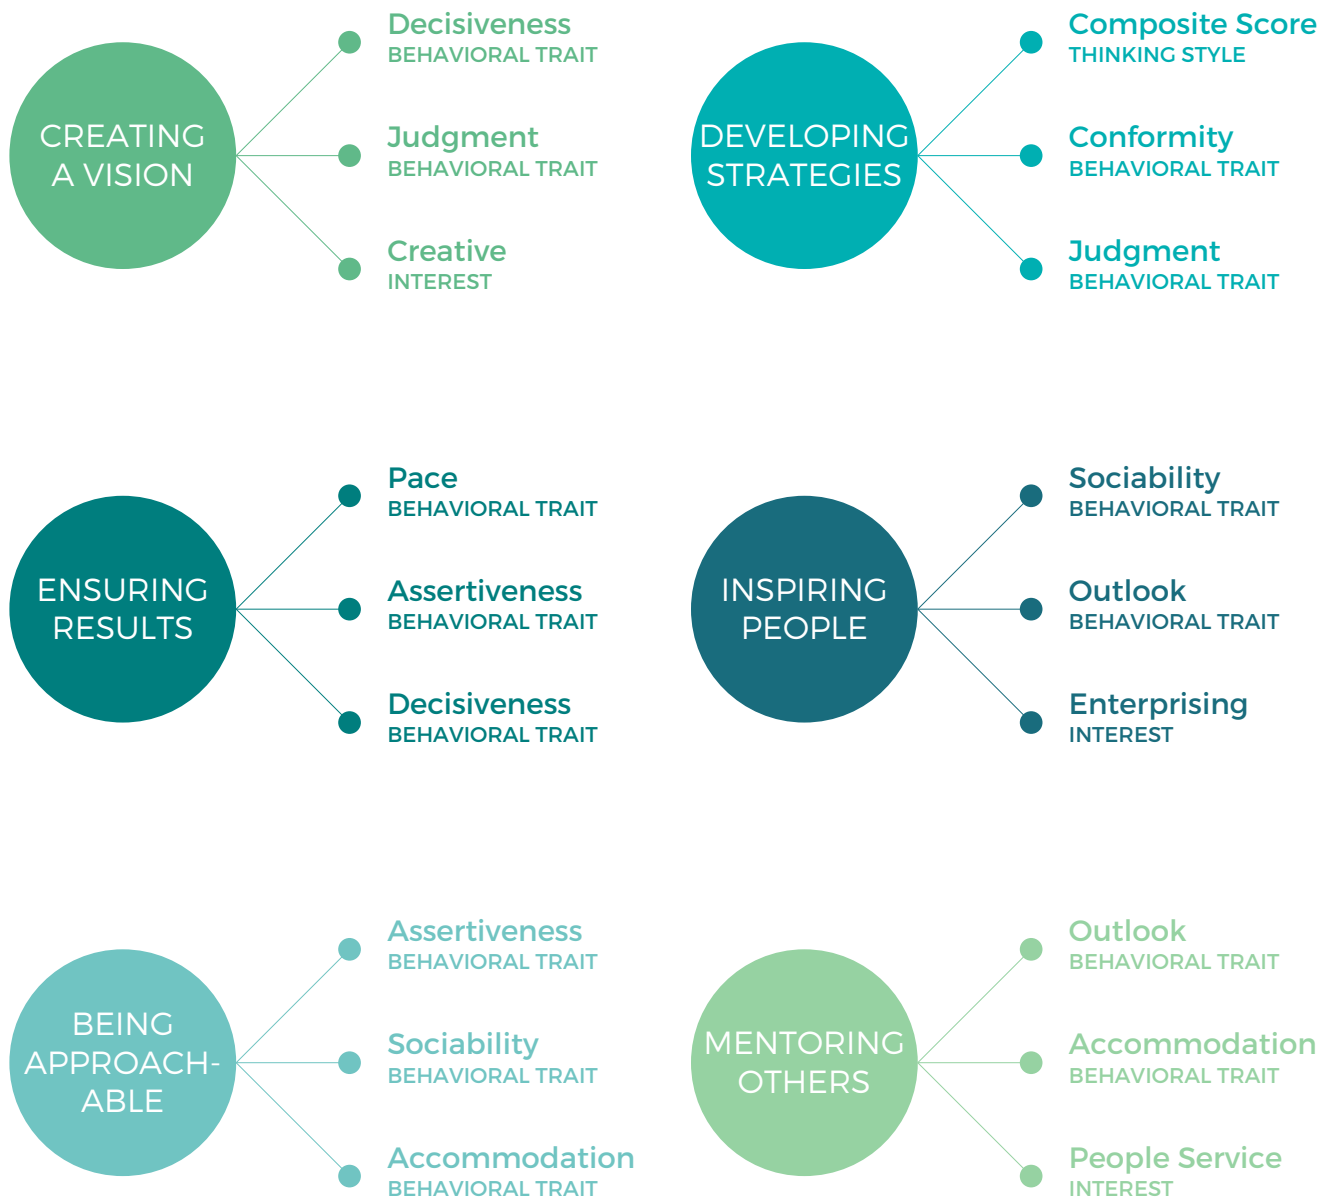 CREATING
A VISION
Decisiveness
BEHAVIORAL TRAIT
Judgment
BEHAVIORAL TRAIT
Creative
INTEREST
DEVELOPING
STRATEGIES
Composite Score
THINKING STYLE
Conformity
BEHAVIORAL TRAIT
Judgment
BEHAVIORAL TRAIT
ENSURING
RESULTS
Pace
BEHAVIORAL TRAIT
Assertiveness
BEHAVIORAL TRAIT
Decisiveness
BEHAVIORAL TRAIT
INSPIRING
PEOPLE
Sociability
BEHAVIORAL TRAIT
Outlook
BEHAVIORAL TRAIT
Enterprising
INTEREST
BEING
APPROACH-
ABLE
Assertiveness
BEHAVIORAL TRAIT
Sociability
BEHAVIORAL TRAIT
Accommodation
BEHAVIORAL TRAIT
MENTORING
OTHERS
Outlook
BEHAVIORAL TRAIT
Accommodation
BEHAVIORAL TRAIT
People Service
INTEREST